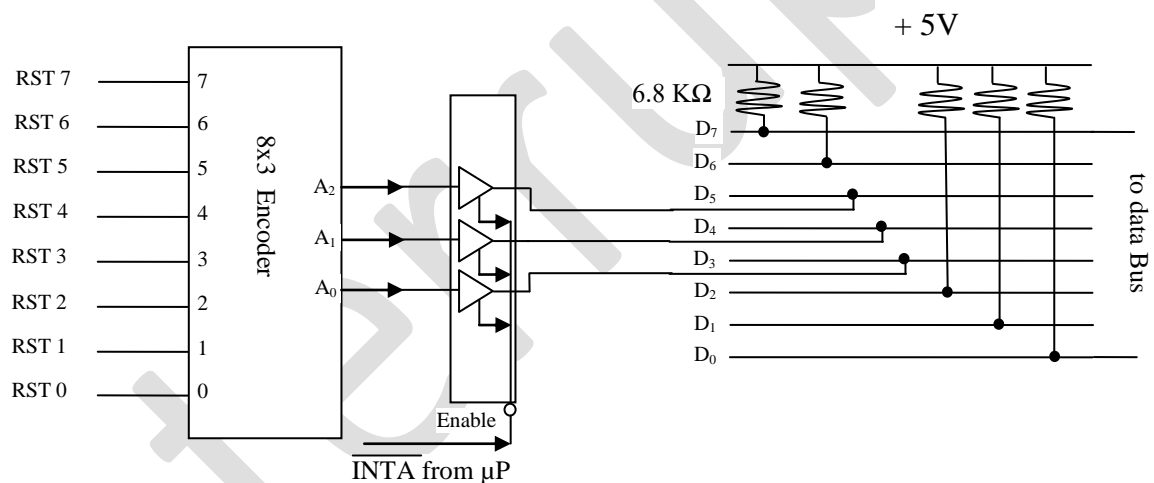 + 5V
6.8 KΩ
RST 7
RST 6
RST 5
RST 4
RST 3
RST 2
RST 1
RST 0
7
6
5
4
3
2
1
0
8x3 Encoder
A₂
A₁
A₀
Enable
I̅N̅T̅A̅ from µP
D₇
D₆
D₅
D₄
D₃
D₂
D₁
D₀
to data Bus